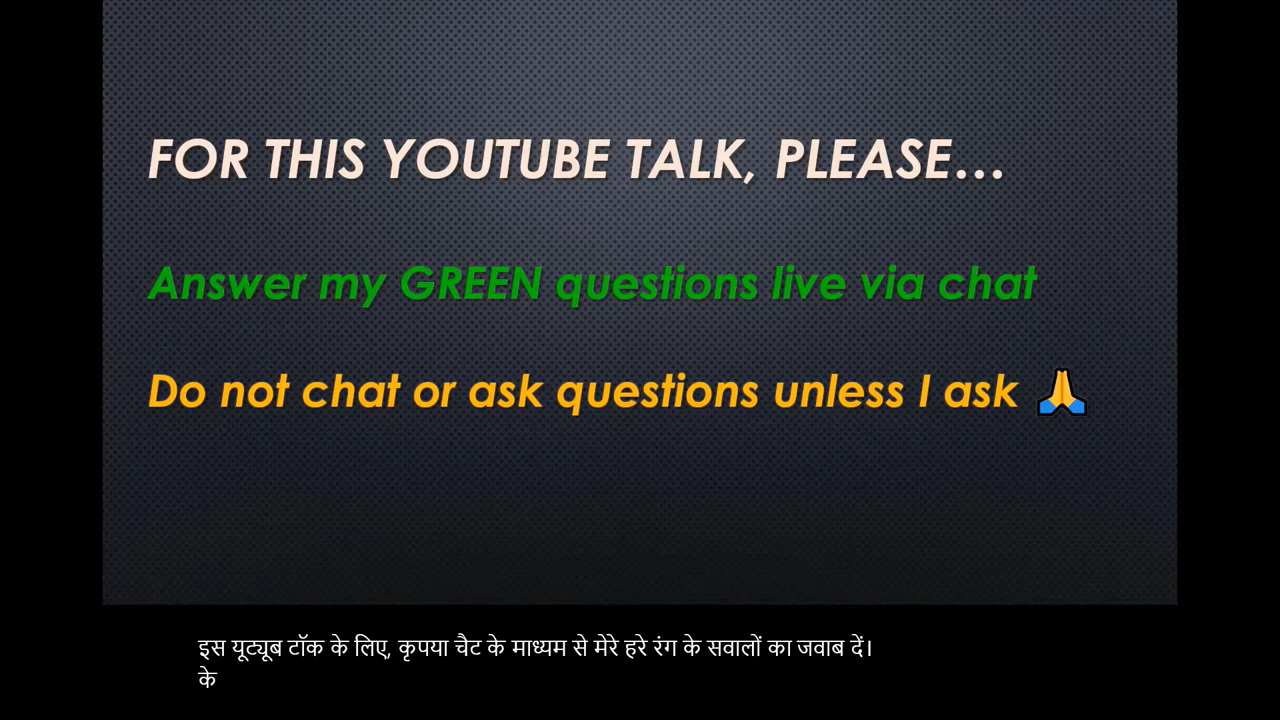 FOR THIS YOUTUBE TALK, PLEASE…
Answer my GREEN questions live via chat
Do not chat or ask questions unless I ask 🙏
इस यूट्यूब टॉक के लिए, कृपया चैट के माध्यम से मेरे हरे रंग के सवालों का जवाब दें।
के